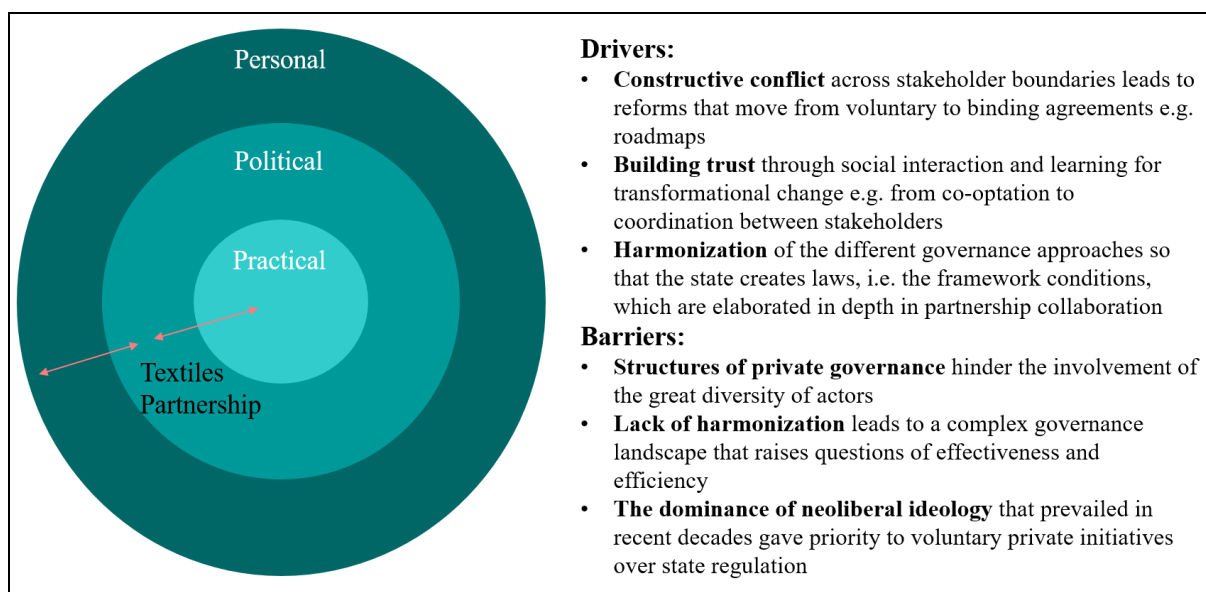 Personal
Political
Practical
Textiles
Partnership
Drivers:
• Constructive conflict across stakeholder boundaries leads to
reforms that move from voluntary to binding agreements e.g.
roadmaps
• Building trust through social interaction and learning for
transformational change e.g. from co-optation to
coordination between stakeholders
• Harmonization of the different governance approaches so
that the state creates laws, i.e. the framework conditions,
which are elaborated in depth in partnership collaboration
Barriers:
• Structures of private governance hinder the involvement of
the great diversity of actors
• Lack of harmonization leads to a complex governance
landscape that raises questions of effectiveness and
efficiency
• The dominance of neoliberal ideology that prevailed in
recent decades gave priority to voluntary private initiatives
over state regulation